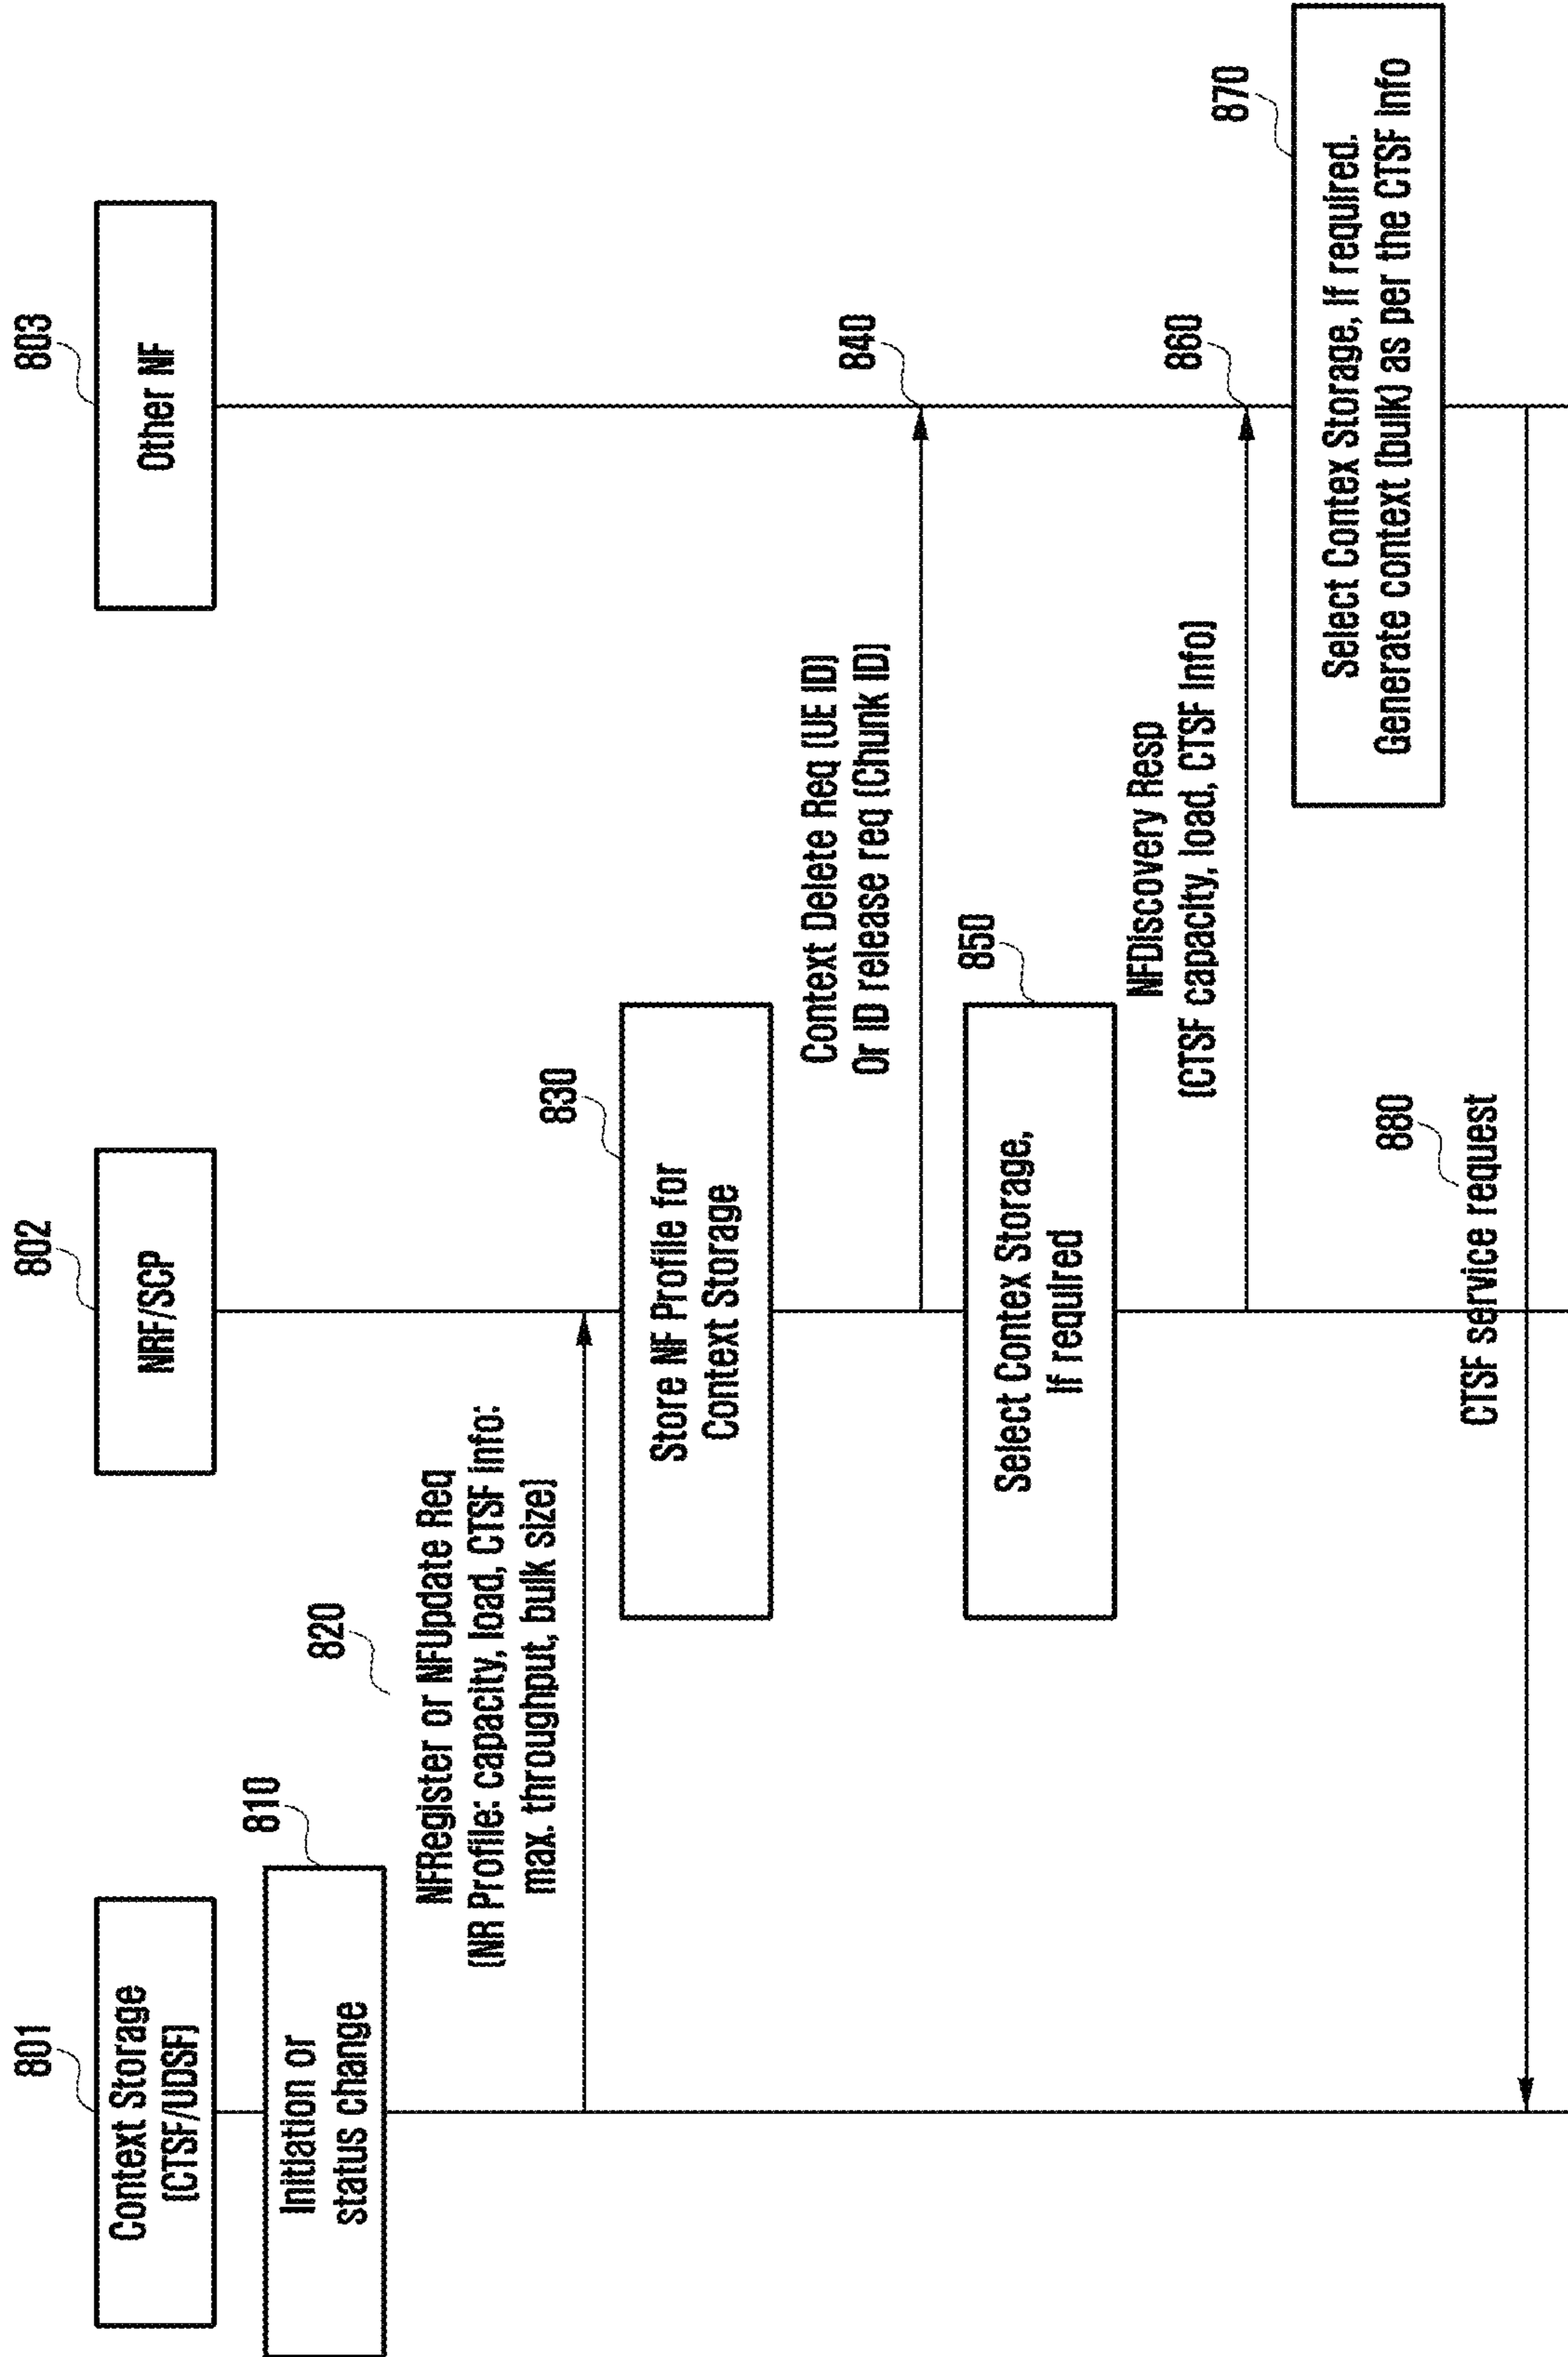 801
802
803
Context Storage
(CTSF/UDSF)
NRF/SCP
Other NF
810
Initiation or
status change
820
NFRegister or NFUpdate Req
(NR Profile: capacity, load, CTSF info:
max. throughput, bulk size)
830
Store NF Profile for
Context Storage
Context Delete Req (UE ID)
Or ID release req (Chunk ID)
840
850
Select Contex Storage,
If required
NFDiscovery Resp
(CTSF capacity, load, CTSF Info)
860
870
Select Contex Storage, If required.
Generate context (bulk) as per the CTSF Info
880
CTSF service request